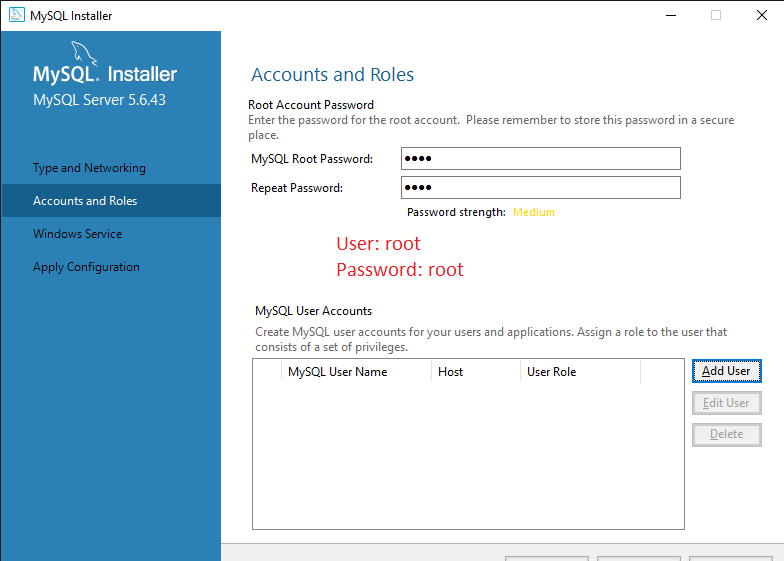 MySQL Installer
MySQL. Installer
MySQL Server 5.6.43
Type and Networking
Accounts and Roles
Windows Service
Apply Configuration
Accounts and Roles
Root Account Password
Enter the password for the root account. Please remember to store this password in a secure
place.
MySQL Root Password: ●●●●
Repeat Password: ●●●●
Password strength: Medium
User: root
Password: root
MySQL User Accounts
Create MySQL user accounts for your users and applications. Assign a role to the user that
consists of a set of privileges.
MySQL User Name Host User Role
Add User
Edit User
Delete